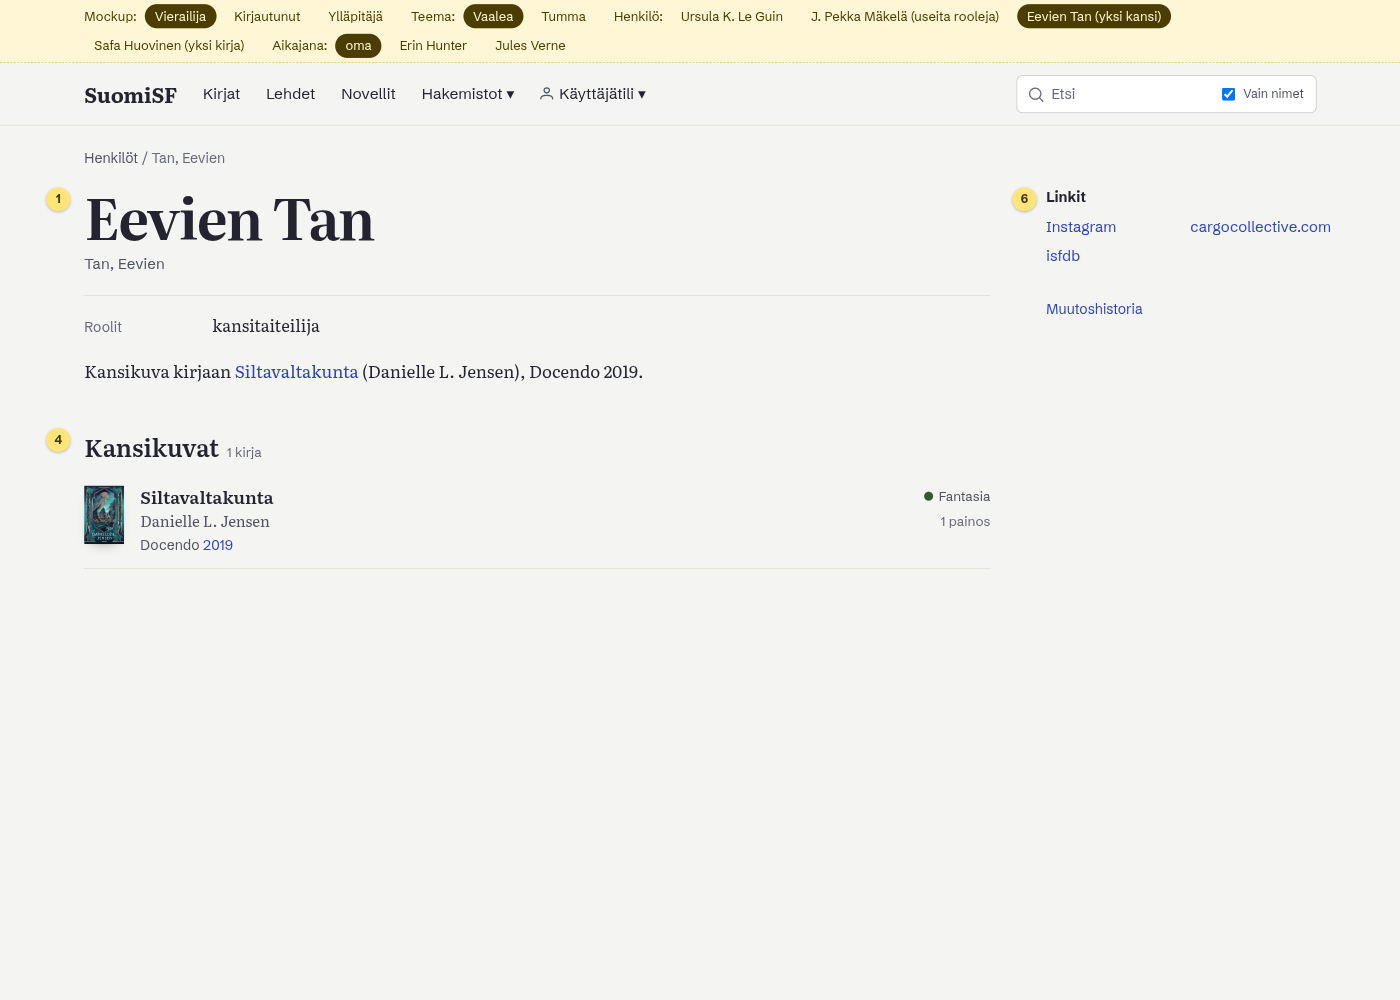 Mockup: Vierailija Kirjautunut Ylläpitäjä Teema: Vaalea Tumma Henkilö: Ursula K. Le Guin J. Pekka Mäkelä (useita rooleja) Eevien Tan (yksi kansi)
Safa Huovinen (yksi kirja) Aikajana: oma Erin Hunter Jules Verne
SuomiSF Kirjat Lehdet Novellit Hakemistot ▾ Käyttäjätili ▾ Etsi Vain nimet
Henkilöt / Tan, Eevien
1 Eevien Tan
Tan, Eevien
Roolit kansitaiteilija
Kansikuva kirjaan Siltavaltakunta (Danielle L. Jensen), Docendo 2019.
4 Kansikuvat 1 kirja
Siltavaltakunta
Danielle L. Jensen
Docendo 2019
Fantasia
1 painos
6 Linkit
Instagram cargocollective.com
isfdb
Muutoshistoria